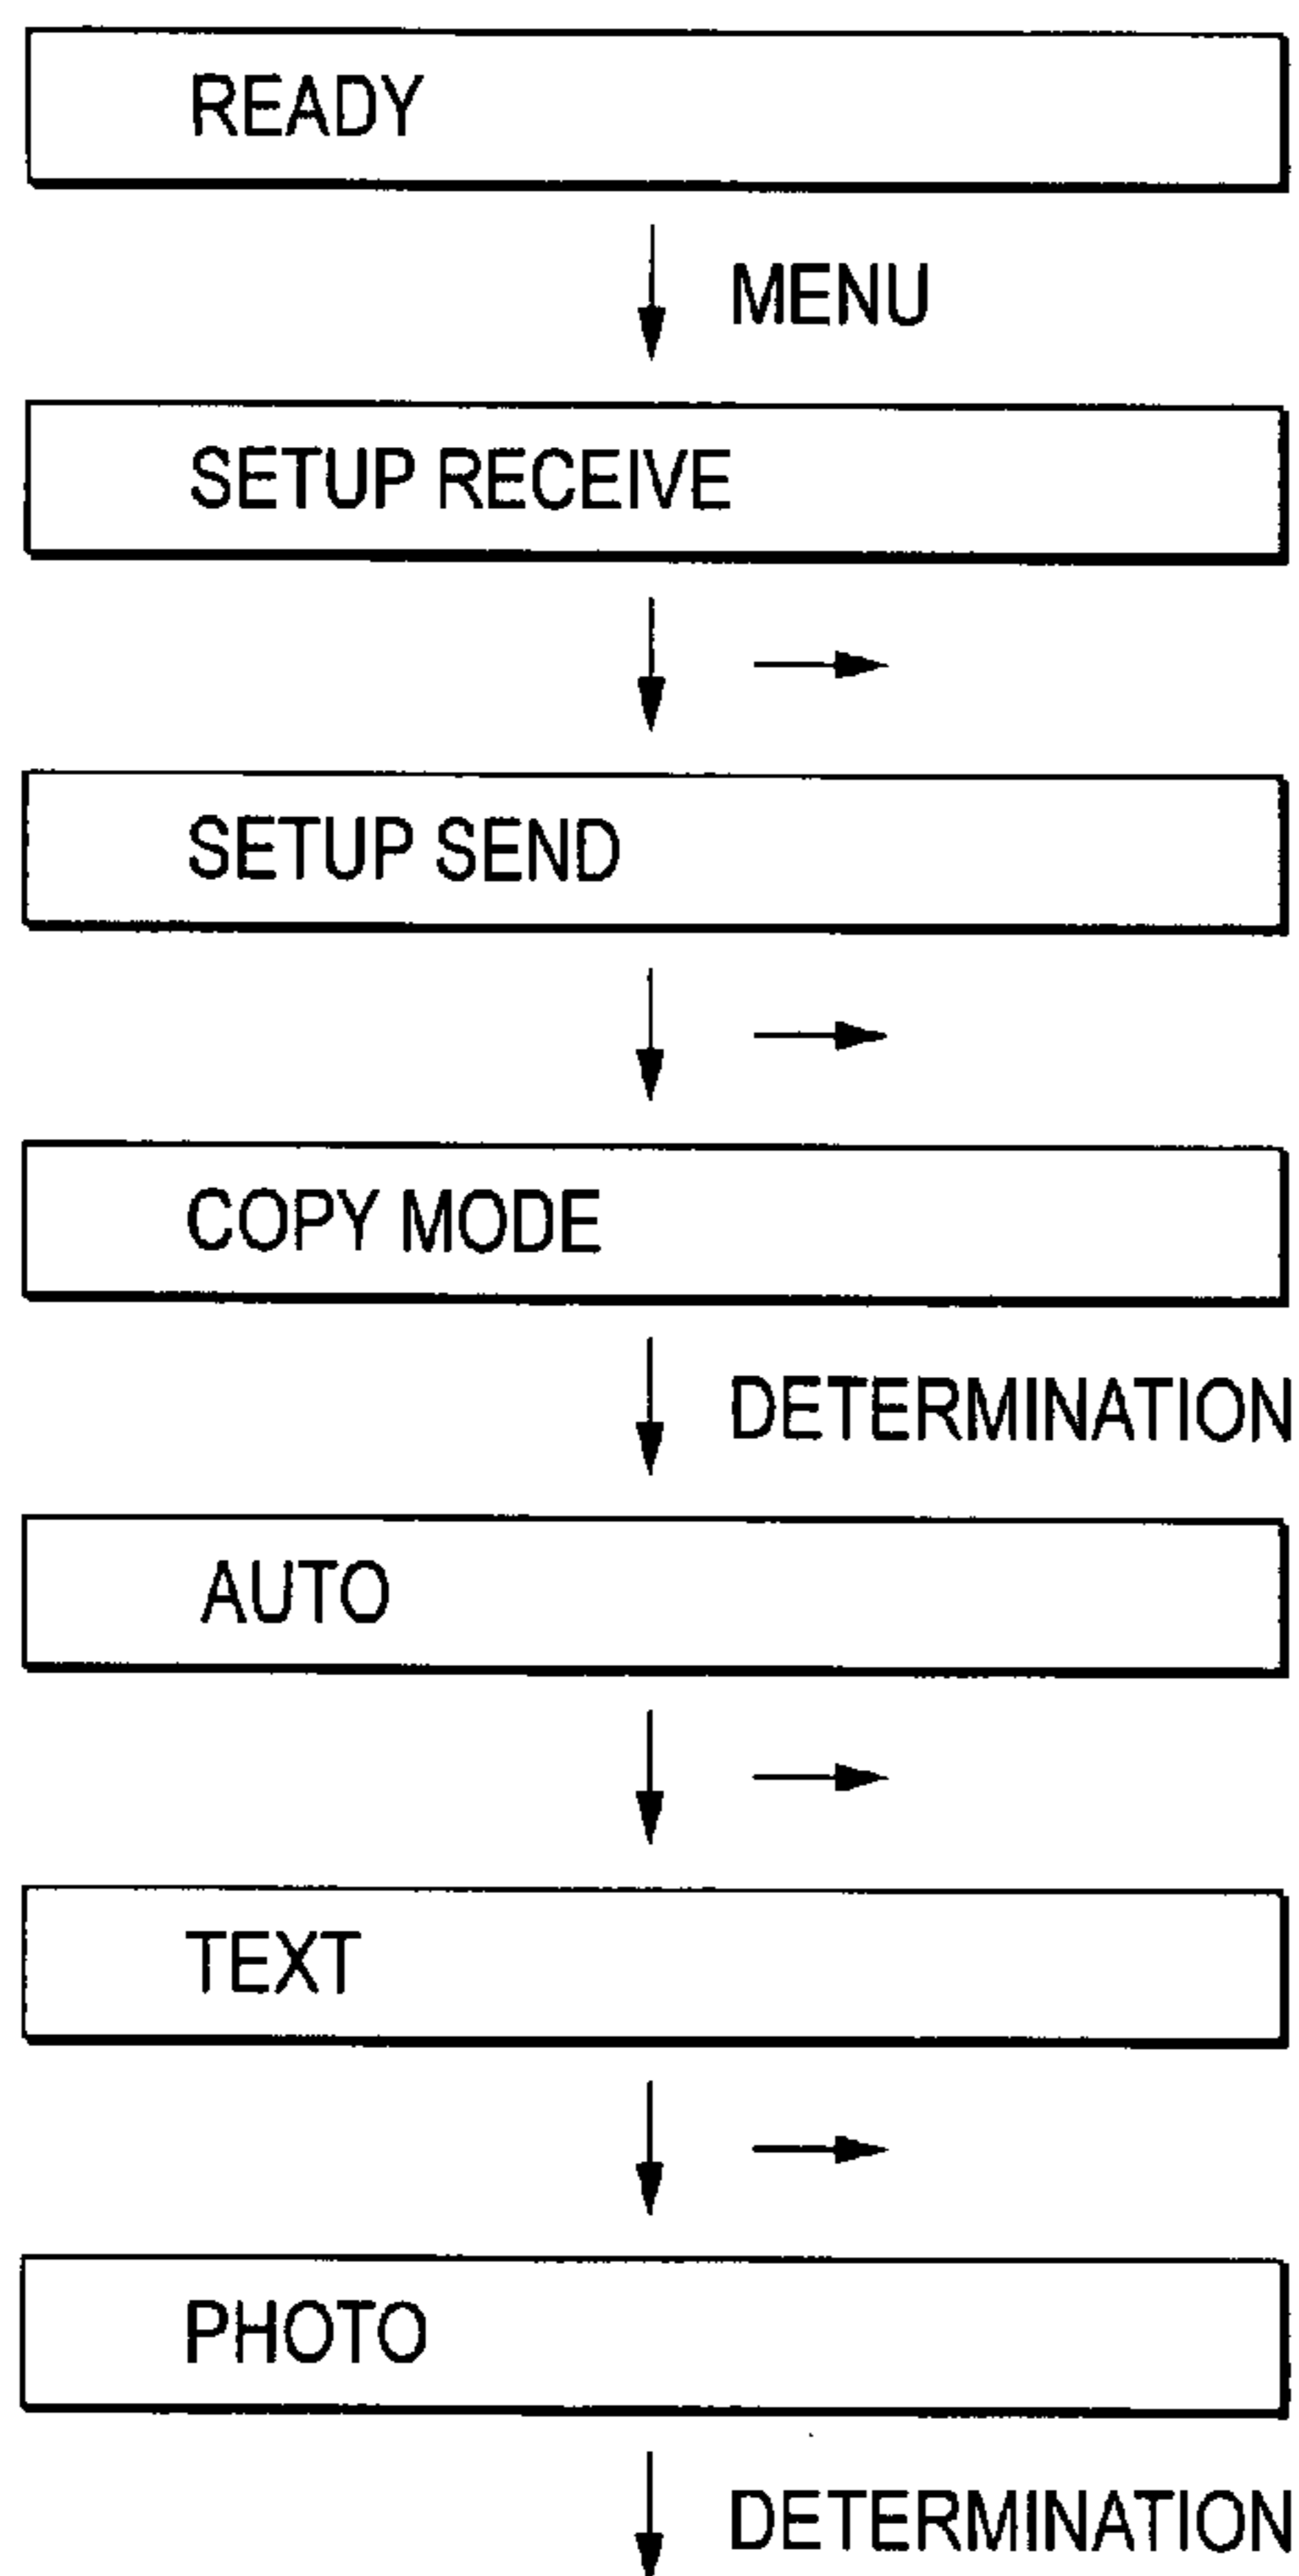 READY
MENU
SETUP RECEIVE
SETUP SEND
COPY MODE
DETERMINATION
AUTO
TEXT
PHOTO
DETERMINATION